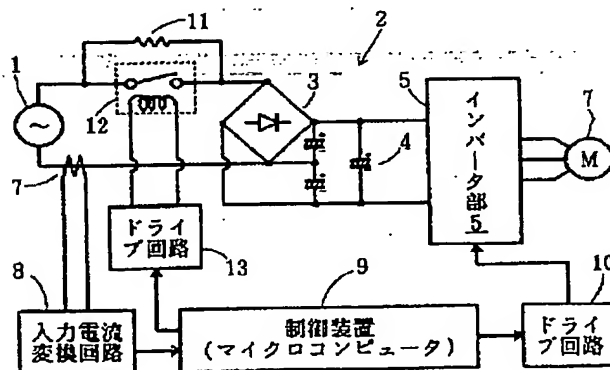 11
2
1
3
5
12
インバータ部
5
7
M
4
7
ドライ
ブ回路
13
8
9
10
入力電流
変換回路
制御装置
(マイクロコンピュータ)
ドライ
ブ回路